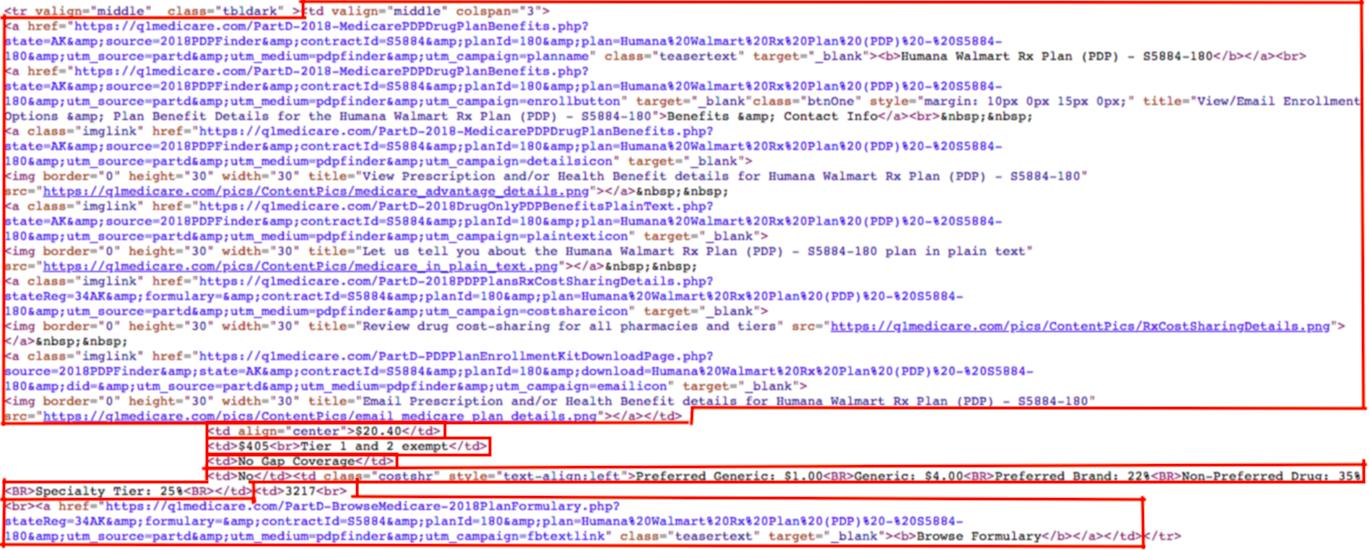 <tr valign="middle"  class="tbldark" ><td valign="middle" colspan="3">
<a href="https://q1medicare.com/PartD-2018-MedicarePDPDrugPlanBenefits.php?
state=AK&amp;source=2018PDPFinder&amp;contractId=S5884&amp;planId=180&amp;plan=Humana%20Walmart%20Rx%20Plan%20(PDP)%20-%20S5884-
180&amp;utm_source=partd&amp;utm_medium=pdpfinder&amp;utm_campaign=planname" class="teasertext" target="_blank"><b>Humana Walmart Rx Plan (PDP) - S5884-180</b></a><br>
<a href="https://q1medicare.com/PartD-2018-MedicarePDPDrugPlanBenefits.php?
state=AK&amp;source=2018PDPFinder&amp;contractId=S5884&amp;planId=180&amp;plan=Humana%20Walmart%20Rx%20Plan%20(PDP)%20-%20S5884-
180&amp;utm_source=partd&amp;utm_medium=pdpfinder&amp;utm_campaign=enrollbutton" target="_blank"class="btnOne" style="margin: 10px 0px 15px 0px;" title="View/Email Enrollment
Options &amp; Plan Benefit Details for the Humana Walmart Rx Plan (PDP) - S5884-180">Benefits &amp; Contact Info</a><br>&nbsp;&nbsp;
<a class="imglink" href="https://q1medicare.com/PartD-2018-MedicarePDPDrugPlanBenefits.php?
state=AK&amp;source=2018PDPFinder&amp;contractId=S5884&amp;planId=180&amp;plan=Humana%20Walmart%20Rx%20Plan%20(PDP)%20-%20S5884-
180&amp;utm_source=partd&amp;utm_medium=pdpfinder&amp;utm_campaign=detailsicon" target="_blank">
<img border="0" height="30" width="30" title="View Prescription and/or Health Benefit details for Humana Walmart Rx Plan (PDP) - S5884-180"
src="https://q1medicare.com/pics/ContentPics/medicare_advantage_details.png"></a>&nbsp;&nbsp;
<a class="imglink" href="https://q1medicare.com/PartD-2018DrugOnlyPDPBenefitsPlainText.php?
state=AK&amp;source=2018PDPFinder&amp;contractId=S5884&amp;planId=180&amp;plan=Humana%20Walmart%20Rx%20Plan%20(PDP)%20-%20S5884-
180&amp;utm_source=partd&amp;utm_medium=pdpfinder&amp;utm_campaign=plaintexticon" target="_blank">
<img border="0" height="30" width="30" title="Let us tell you about the Humana Walmart Rx Plan (PDP) - S5884-180 plan in plain text"
src="https://q1medicare.com/pics/ContentPics/medicare_in_plain_text.png"></a>&nbsp;&nbsp;
<a class="imglink" href="https://q1medicare.com/PartD-2018PDPPlansRxCostSharingDetails.php?
stateReg=34AK&amp;formulary=&amp;contractId=S5884&amp;planId=180&amp;plan=Humana%20Walmart%20Rx%20Plan%20(PDP)%20-%20S5884-
180&amp;utm_source=partd&amp;utm_medium=pdpfinder&amp;utm_campaign=costshareicon" target="_blank">
<img border="0" height="30" width="30" title="Review drug cost-sharing for all pharmacies and tiers" src="https://q1medicare.com/pics/ContentPics/RxCostSharingDetails.png">
</a>&nbsp;&nbsp;
<a class="imglink" href="https://q1medicare.com/PartD-PDPPlanEnrollmentKitDownloadPage.php?
source=2018PDPFinder&amp;state=AK&amp;contractId=S5884&amp;planId=180&amp;download=Humana%20Walmart%20Rx%20Plan%20(PDP)%20-%20S5884-
180&amp;did=&amp;utm_source=partd&amp;utm_medium=pdpfinder&amp;utm_campaign=emailicon" target="_blank">
<img border="0" height="30" width="30" title="Email Prescription and/or Health Benefit details for Humana Walmart Rx Plan (PDP) - S5884-180"
src="https://q1medicare.com/pics/ContentPics/email_medicare_plan_details.png"></a></td>
<td align="center">$20.40</td>
<td>$405<br>Tier 1 and 2 exempt</td>
<td>No Gap Coverage</td>
<td>No</td><td class="costshr" style="text-align:left">Preferred Generic: $1.00<BR>Generic: $4.00<BR>Preferred Brand: 22%<BR>Non-Preferred Drug: 35%
<BR>Specialty Tier: 25%<BR></td><td>3217<br>
<br><a href="https://q1medicare.com/PartD-BrowseMedicare-2018PlanFormulary.php?
stateReg=34AK&amp;formulary=&amp;contractId=S5884&amp;planId=180&amp;plan=Humana%20Walmart%20Rx%20Plan%20(PDP)%20-%20S5884-
180&amp;utm_source=partd&amp;utm_medium=pdpfinder&amp;utm_campaign=fbtextlink" class="teasertext" target="_blank"><b>Browse Formulary</b></a></td></tr>